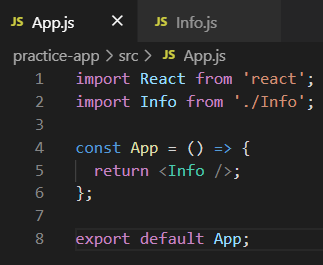 JS App.js × JS Info.js
practice-app > src > JS App.js
1 import React from 'react';
2 import Info from './Info';
3
4 const App = () => {
5   return <Info />;
6 };
7
8 export default App;